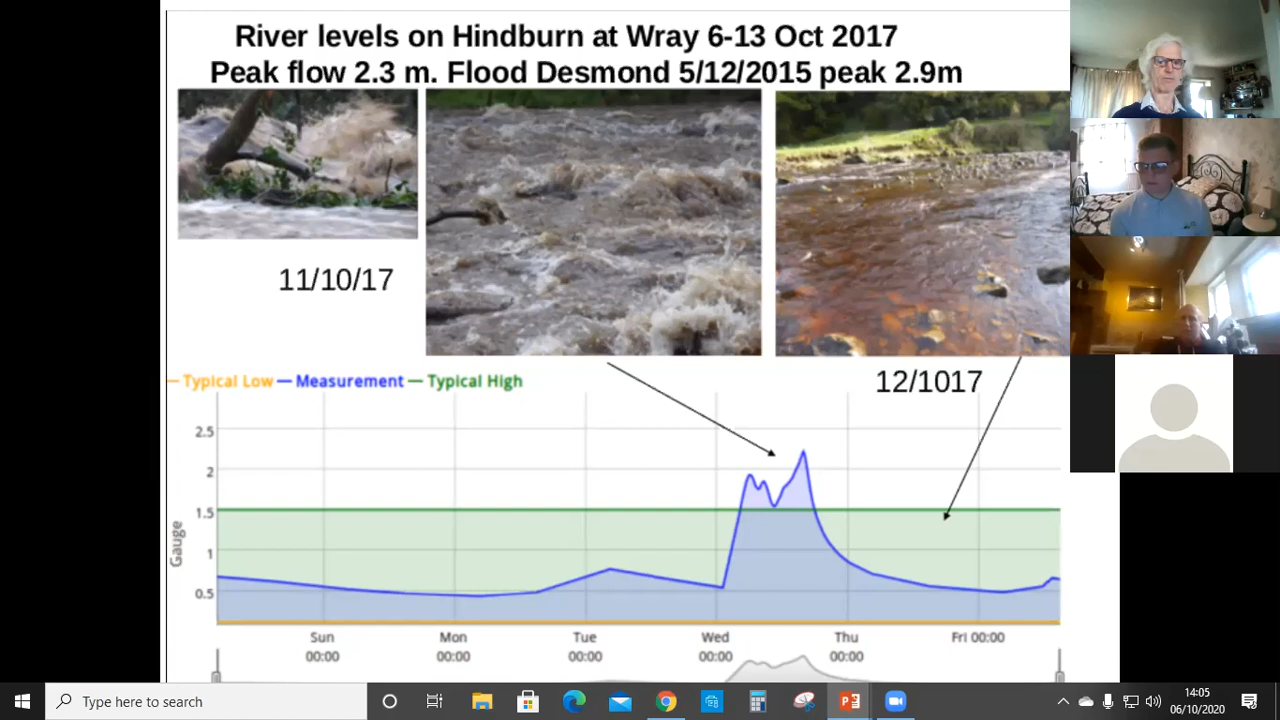 River levels on Hindburn at Wray 6-13 Oct 2017
Peak flow 2.3 m. Flood Desmond 5/12/2015 peak 2.9m
11/10/17
12/1017
Typical Low Measurement Typical High
2.5
2
1.5
1
0.5
Gauge
Sun Mon Tue Wed Thu Fri 00:00
00:00 00:00 00:00 00:00 00:00
Type here to search
14:05
06/10/2020